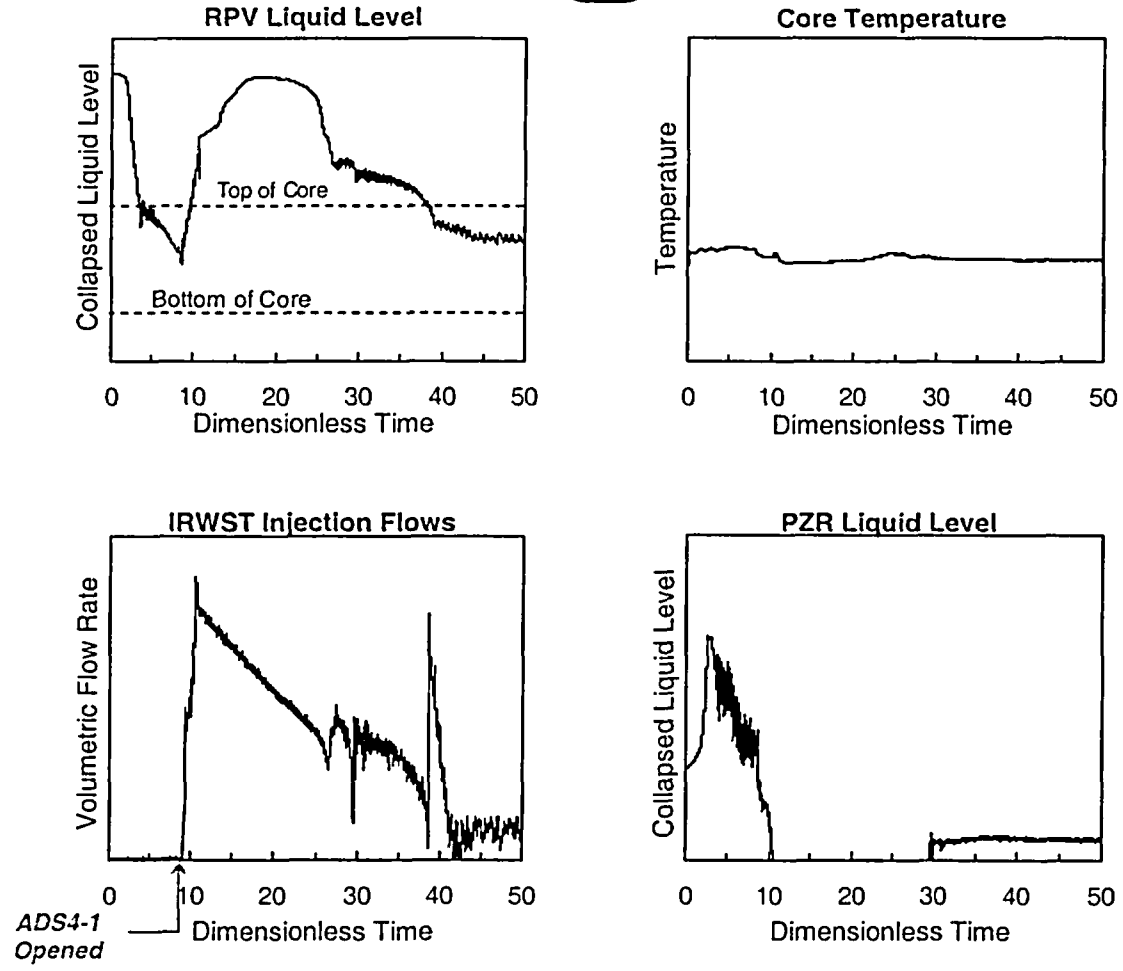 RPV Liquid Level
Collapsed Liquid Level
Top of Core
Bottom of Core
0 10 20 30 40 50
Dimensionless Time
Core Temperature
Temperature
0 10 20 30 40 50
Dimensionless Time
IRWST Injection Flows
Volumetric Flow Rate
0 10 20 30 40 50
Dimensionless Time
ADS4-1
Opened
PZR Liquid Level
Collapsed Liquid Level
0 10 20 30 40 50
Dimensionless Time